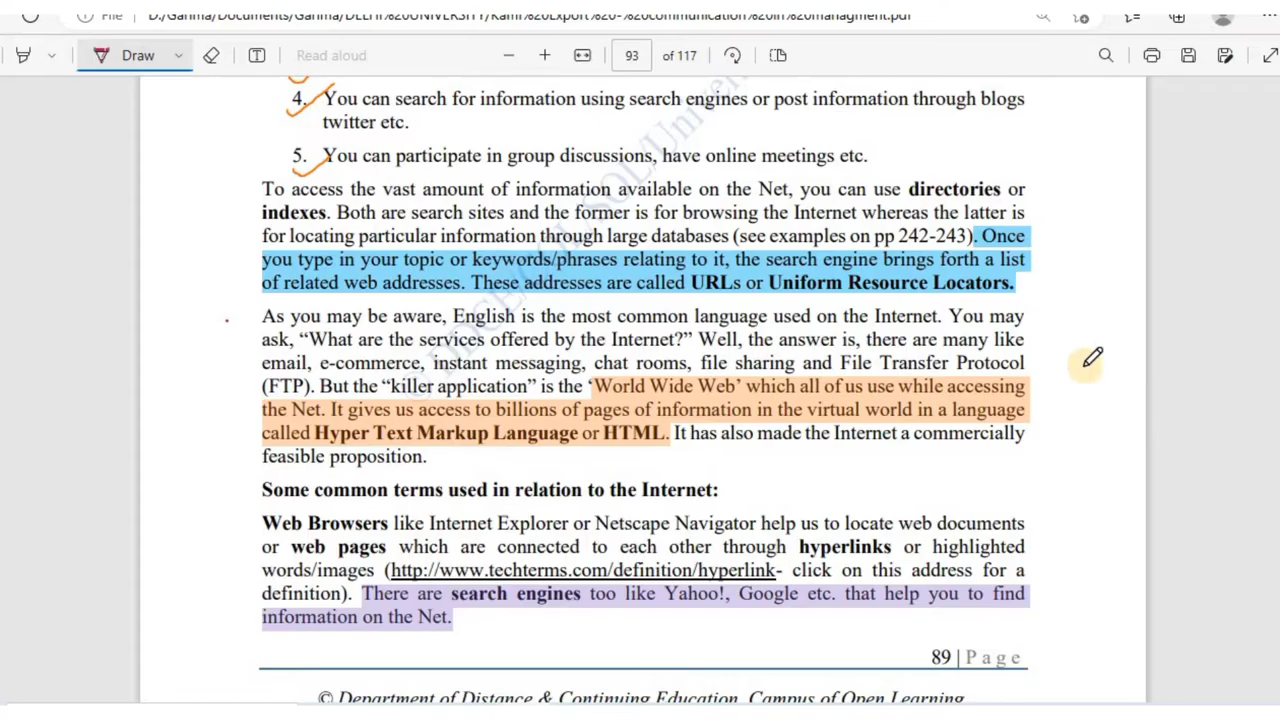 File D:/Garima/Documents/Garima/DELHI%20UNIVERSITY/Kami%20Export%20-%20communication%20in%20managment.pdf
Draw
Read aloud
93 of 117
4. You can search for information using search engines or post information through blogs
twitter etc.
5. You can participate in group discussions, have online meetings etc.
To access the vast amount of information available on the Net, you can use directories or
indexes. Both are search sites and the former is for browsing the Internet whereas the latter is
for locating particular information through large databases (see examples on pp 242-243). Once
you type in your topic or keywords/phrases relating to it, the search engine brings forth a list
of related web addresses. These addresses are called URLs or Uniform Resource Locators.
As you may be aware, English is the most common language used on the Internet. You may
ask, “What are the services offered by the Internet?” Well, the answer is, there are many like
email, e-commerce, instant messaging, chat rooms, file sharing and File Transfer Protocol
(FTP). But the “killer application” is the ‘World Wide Web’ which all of us use while accessing
the Net. It gives us access to billions of pages of information in the virtual world in a language
called Hyper Text Markup Language or HTML. It has also made the Internet a commercially
feasible proposition.
Some common terms used in relation to the Internet:
Web Browsers like Internet Explorer or Netscape Navigator help us to locate web documents
or web pages which are connected to each other through hyperlinks or highlighted
words/images (http://www.techterms.com/definition/hyperlink- click on this address for a
definition). There are search engines too like Yahoo!, Google etc. that help you to find
information on the Net.
89 | Page
© Department of Distance & Continuing Education, Campus of Open Learning